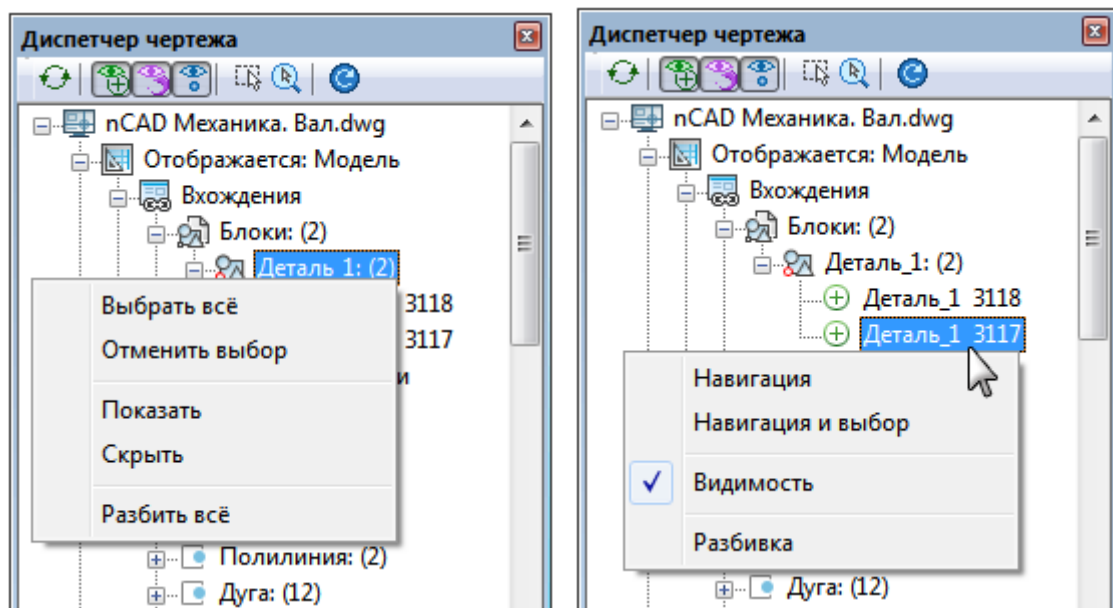 Диспетчер чертежа
nCAD Механика. Вал.dwg
Отображается: Модель
Вхождения
Блоки: (2)
Деталь_1: (2)
3118
3117
и
Выбрать всё
Отменить выбор
Показать
Скрыть
Разбить всё
Полилиния: (2)
Дуга: (12)
Диспетчер чертежа
nCAD Механика. Вал.dwg
Отображается: Модель
Вхождения
Блоки: (2)
Деталь_1: (2)
Деталь_1 3118
Деталь_1 3117
Навигация
Навигация и выбор
Видимость
Разбивка
Дуга: (12)